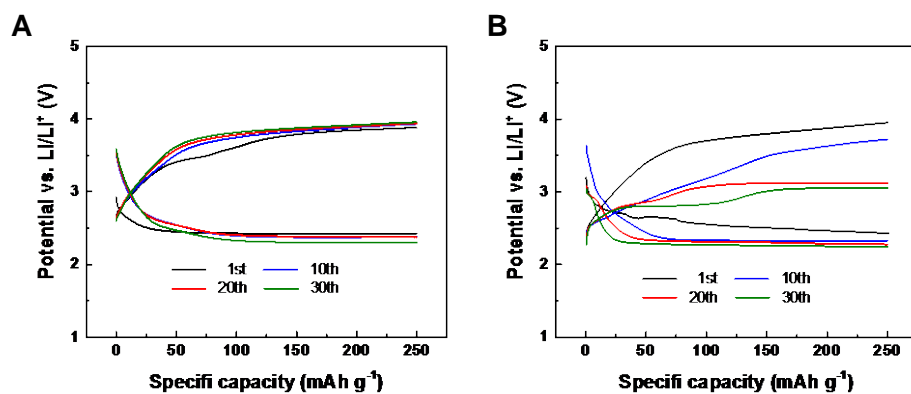 A
5
4
3
2
1
Potential vs. LI/LI⁺ (V)
1st
10th
20th
30th
0
50
100
150
200
250
Specifi capacity (mAh g⁻¹)
B
5
4
3
2
1
Potential vs. LI/LI⁺ (V)
1st
10th
20th
30th
0
50
100
150
200
250
Specifi capacity (mAh g⁻¹)